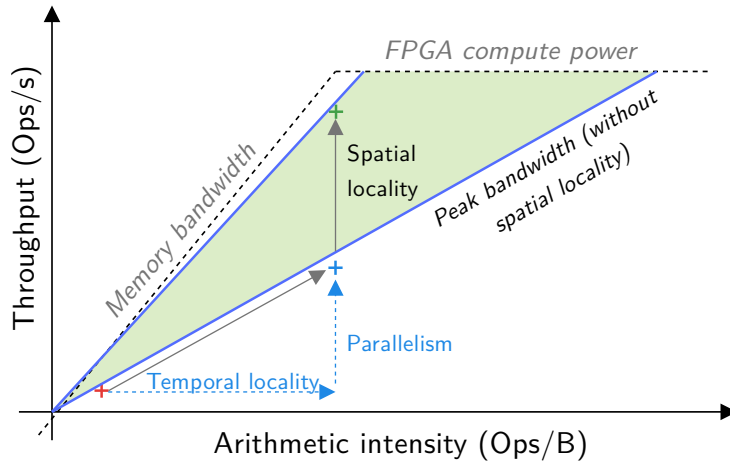 FPGA compute power
Throughput (Ops/s)
Memory bandwidth
Spatial
locality
Peak bandwidth (without
spatial locality)
Parallelism
Temporal locality
Arithmetic intensity (Ops/B)